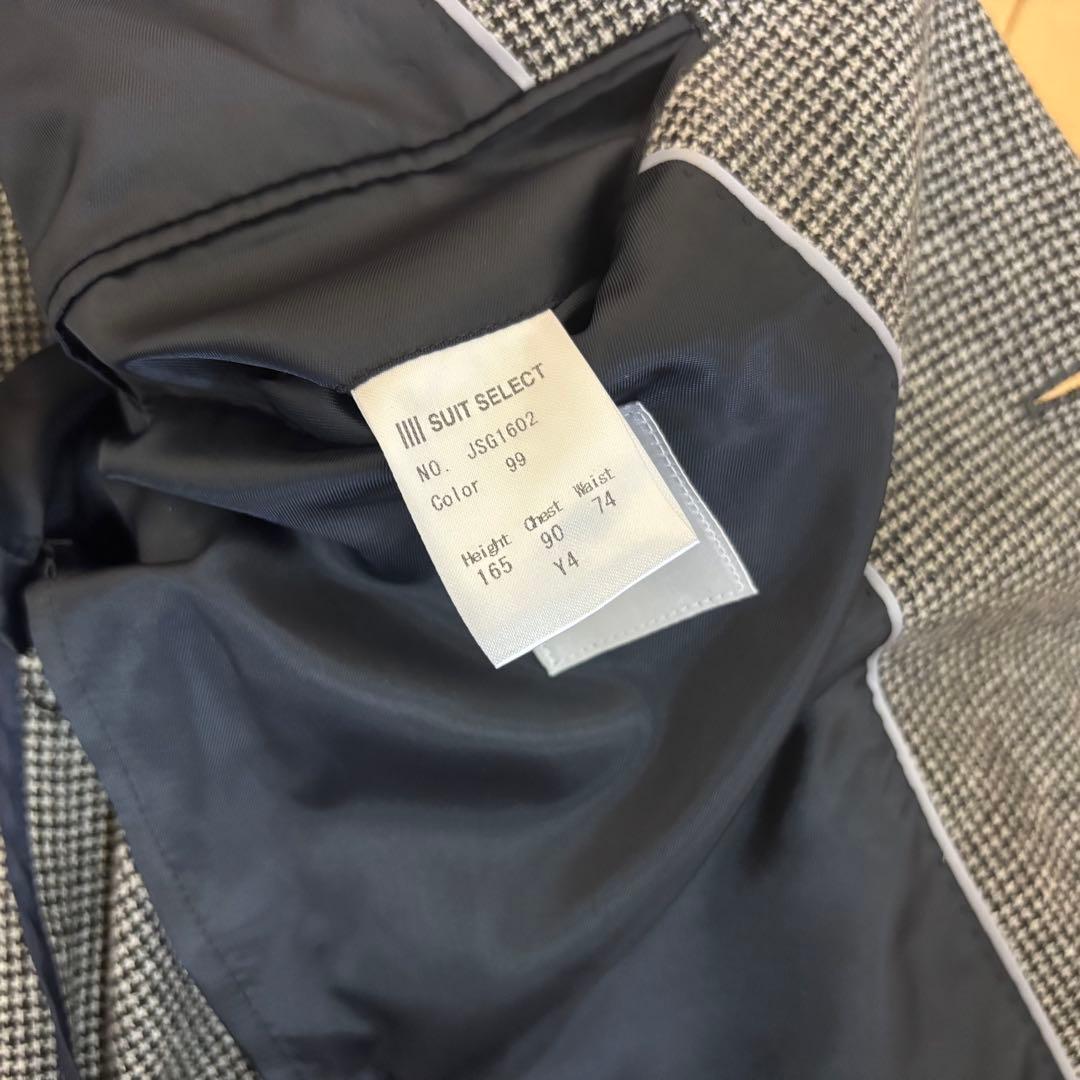 SUIT SELECT
NO. JSG1602
Color 99
Height Chest Waist
165 90 74
Y4